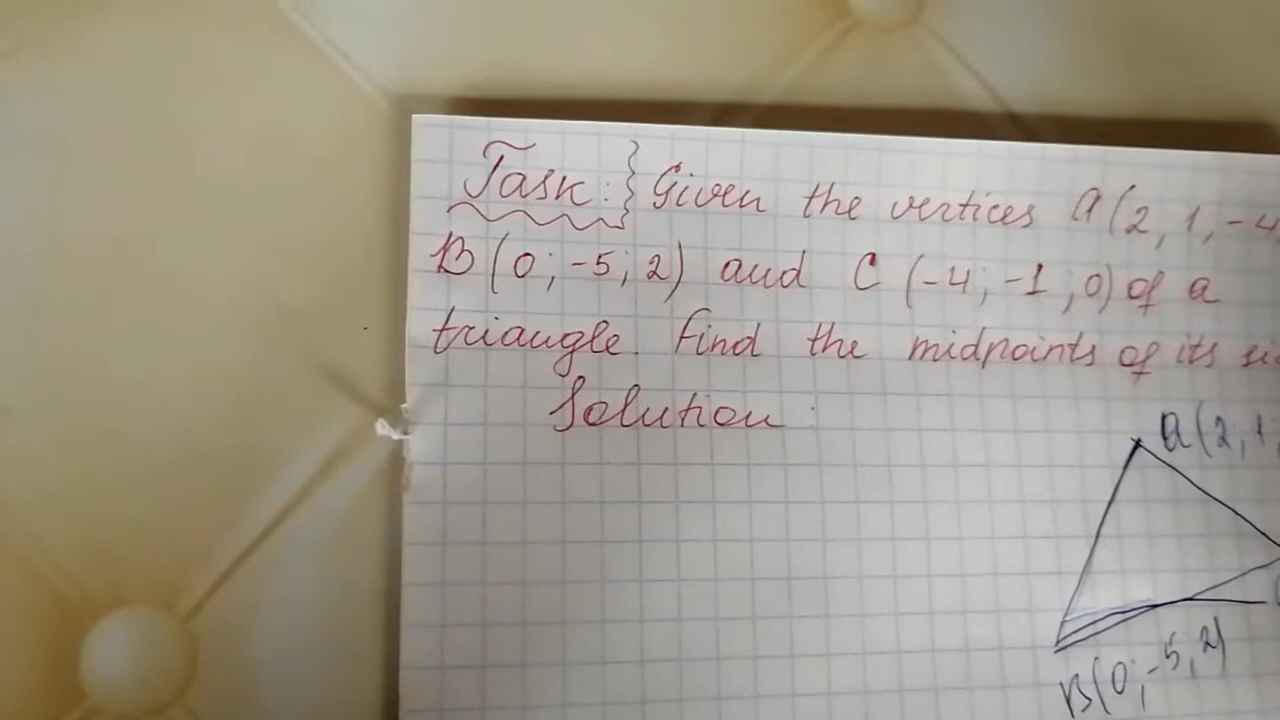 Task: } Given the vertices A(2, 1, -4
B(0; -5; 2) and C (-4; -1; 0) of a
triangle. Find the midpoints of its si
Solution:
A(2, 1;
B(0; -5, 2)